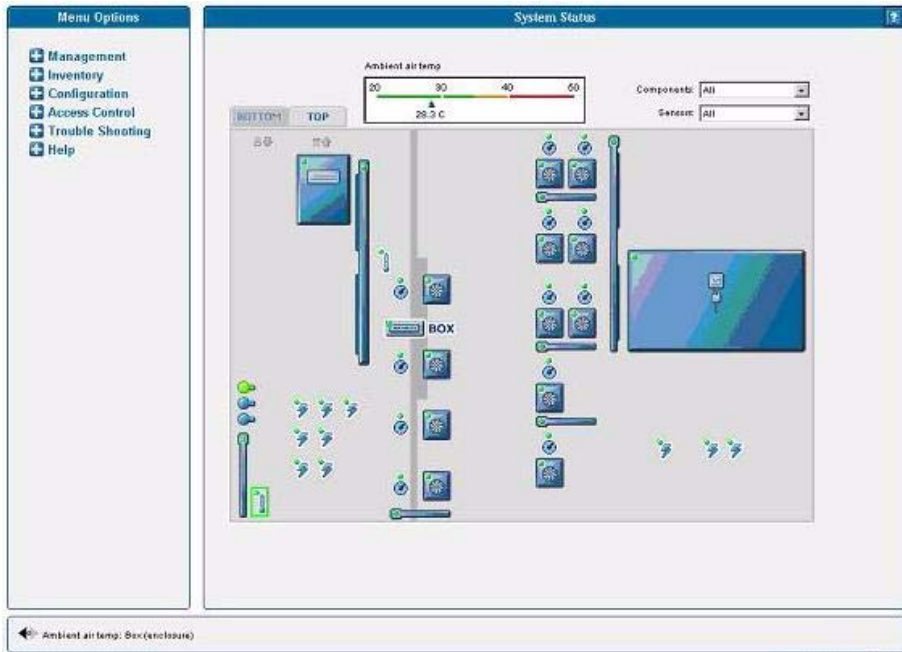 Menu Options
Management
Inventory
Configuration
Access Control
Trouble Shooting
Help
System Status
?
Ambient air temp
20 30 40 60
28.3 C
Components: All
Sensors: All
BOTTOM TOP
BOX
Ambient air temp: Box (enclosure)